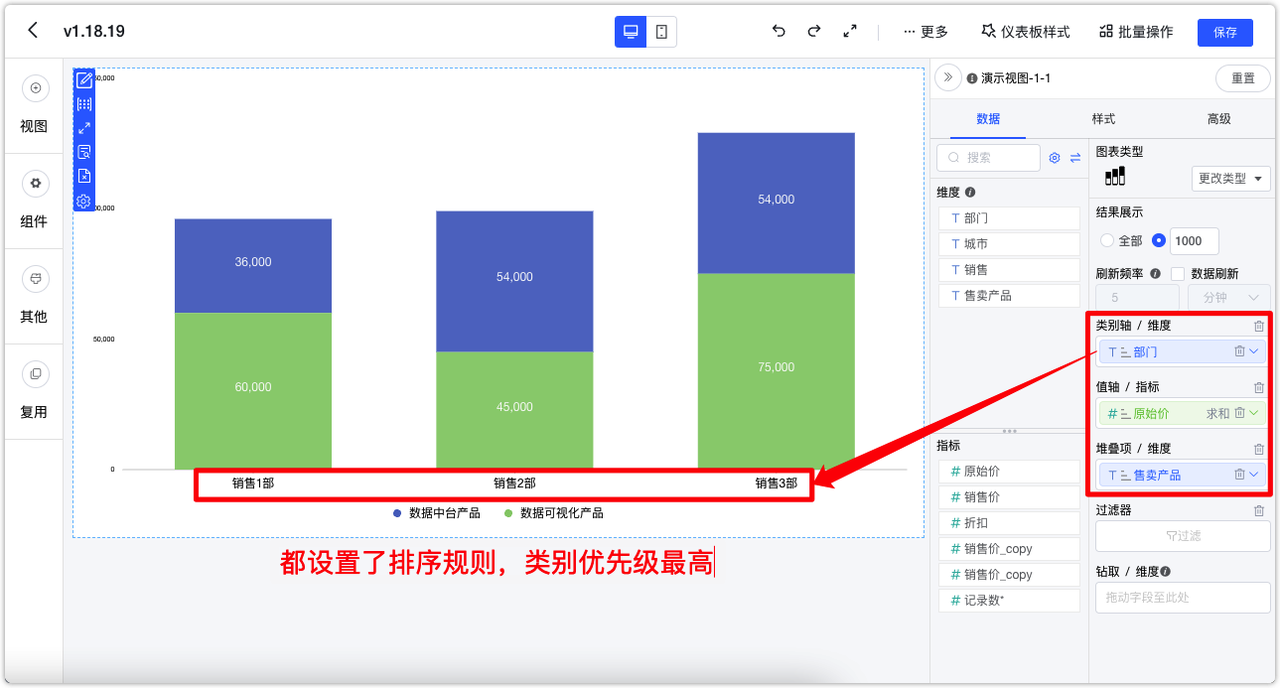 v1.18.19
更多
仪表板样式
批量操作
保存
视图
组件
其他
复用
50,000
0
36,000
60,000
54,000
45,000
54,000
75,000
销售1部
销售2部
销售3部
数据中台产品
数据可视化产品
都设置了排序规则，类别优先级最高
演示视图-1-1
重置
数据
样式
高级
搜索
维度
T 部门
T 城市
T 销售
T 售卖产品
指标
# 原始价
# 销售价
# 折扣
# 销售价_copy
# 销售价_copy
# 记录数*
图表类型
更改类型
结果展示
全部
1000
刷新频率
数据刷新
5
分钟
类别轴 / 维度
T 部门
值轴 / 指标
# 原始价
求和
堆叠项 / 维度
T 售卖产品
过滤器
过滤
钻取 / 维度
拖动字段至此处